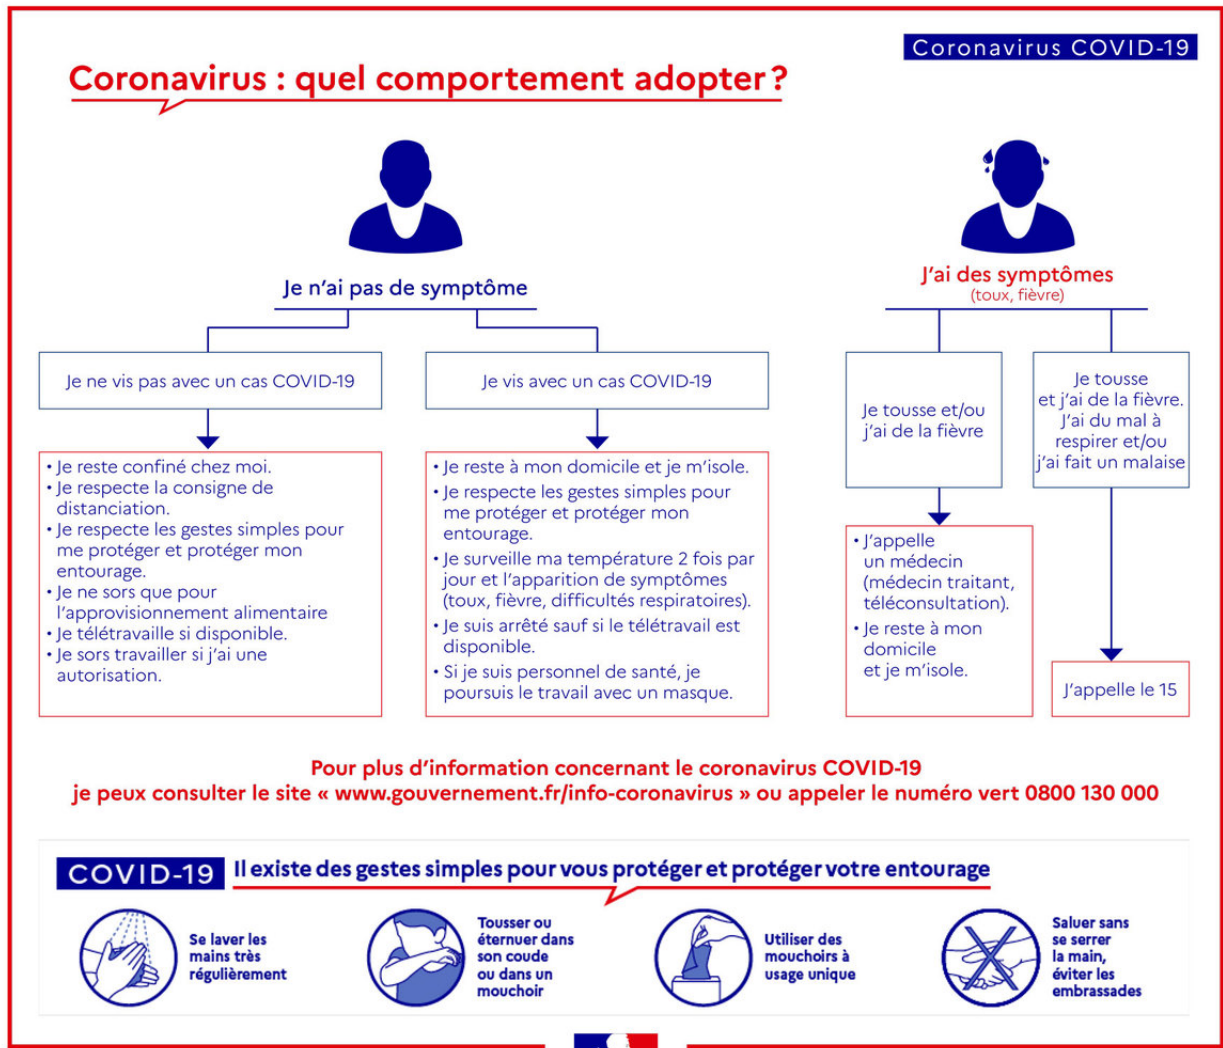 Coronavirus COVID-19
Coronavirus : quel comportement adopter ?
Je n'ai pas de symptôme
J'ai des symptômes
(toux, fièvre)
Je ne vis pas avec un cas COVID-19
Je vis avec un cas COVID-19
Je tousse et/ou
j'ai de la fièvre
Je tousse
et j'ai de la fièvre.
J'ai du mal à
respirer et/ou
j'ai fait un malaise
• Je reste confiné chez moi.
• Je respecte la consigne de
distanciation.
• Je respecte les gestes simples pour
me protéger et protéger mon
entourage.
• Je ne sors que pour
l'approvisionnement alimentaire
• Je télétravaille si disponible.
• Je sors travailler si j'ai une
autorisation.
• Je reste à mon domicile et je m'isole.
• Je respecte les gestes simples pour
me protéger et protéger mon
entourage.
• Je surveille ma température 2 fois par
jour et l'apparition de symptômes
(toux, fièvre, difficultés respiratoires).
• Je suis arrêté sauf si le télétravail est
disponible.
• Si je suis personnel de santé, je
poursuis le travail avec un masque.
• J'appelle
un médecin
(médecin traitant,
téléconsultation).
• Je reste à mon
domicile
et je m'isole.
J'appelle le 15
Pour plus d'information concernant le coronavirus COVID-19
je peux consulter le site « www.gouvernement.fr/info-coronavirus » ou appeler le numéro vert 0800 130 000
COVID-19 Il existe des gestes simples pour vous protéger et protéger votre entourage
Se laver les
mains très
régulièrement
Tousser ou
éternuer dans
son coude
ou dans un
mouchoir
Utiliser des
mouchoirs à
usage unique
Saluer sans
se serrer
la main,
éviter les
embrassades